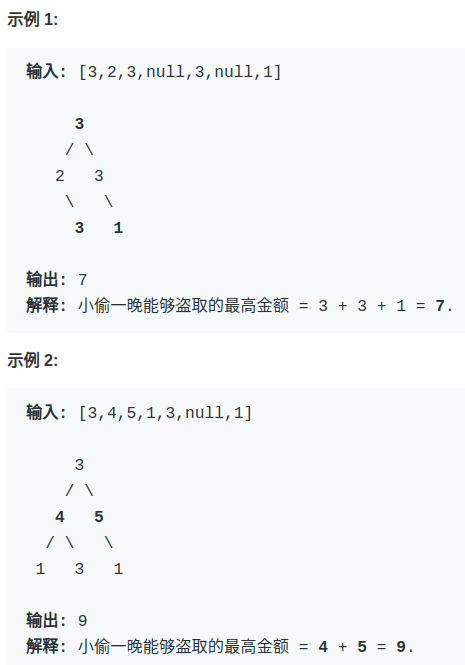 示例 1:
输入: [3,2,3,null,3,null,1]
3
/ \
2 3
\ \
3 1
输出: 7
解释: 小偷一晚能够盗取的最高金额 = 3 + 3 + 1 = 7.
示例 2:
输入: [3,4,5,1,3,null,1]
3
/ \
4 5
/ \ \
1 3 1
输出: 9
解释: 小偷一晚能够盗取的最高金额 = 4 + 5 = 9.